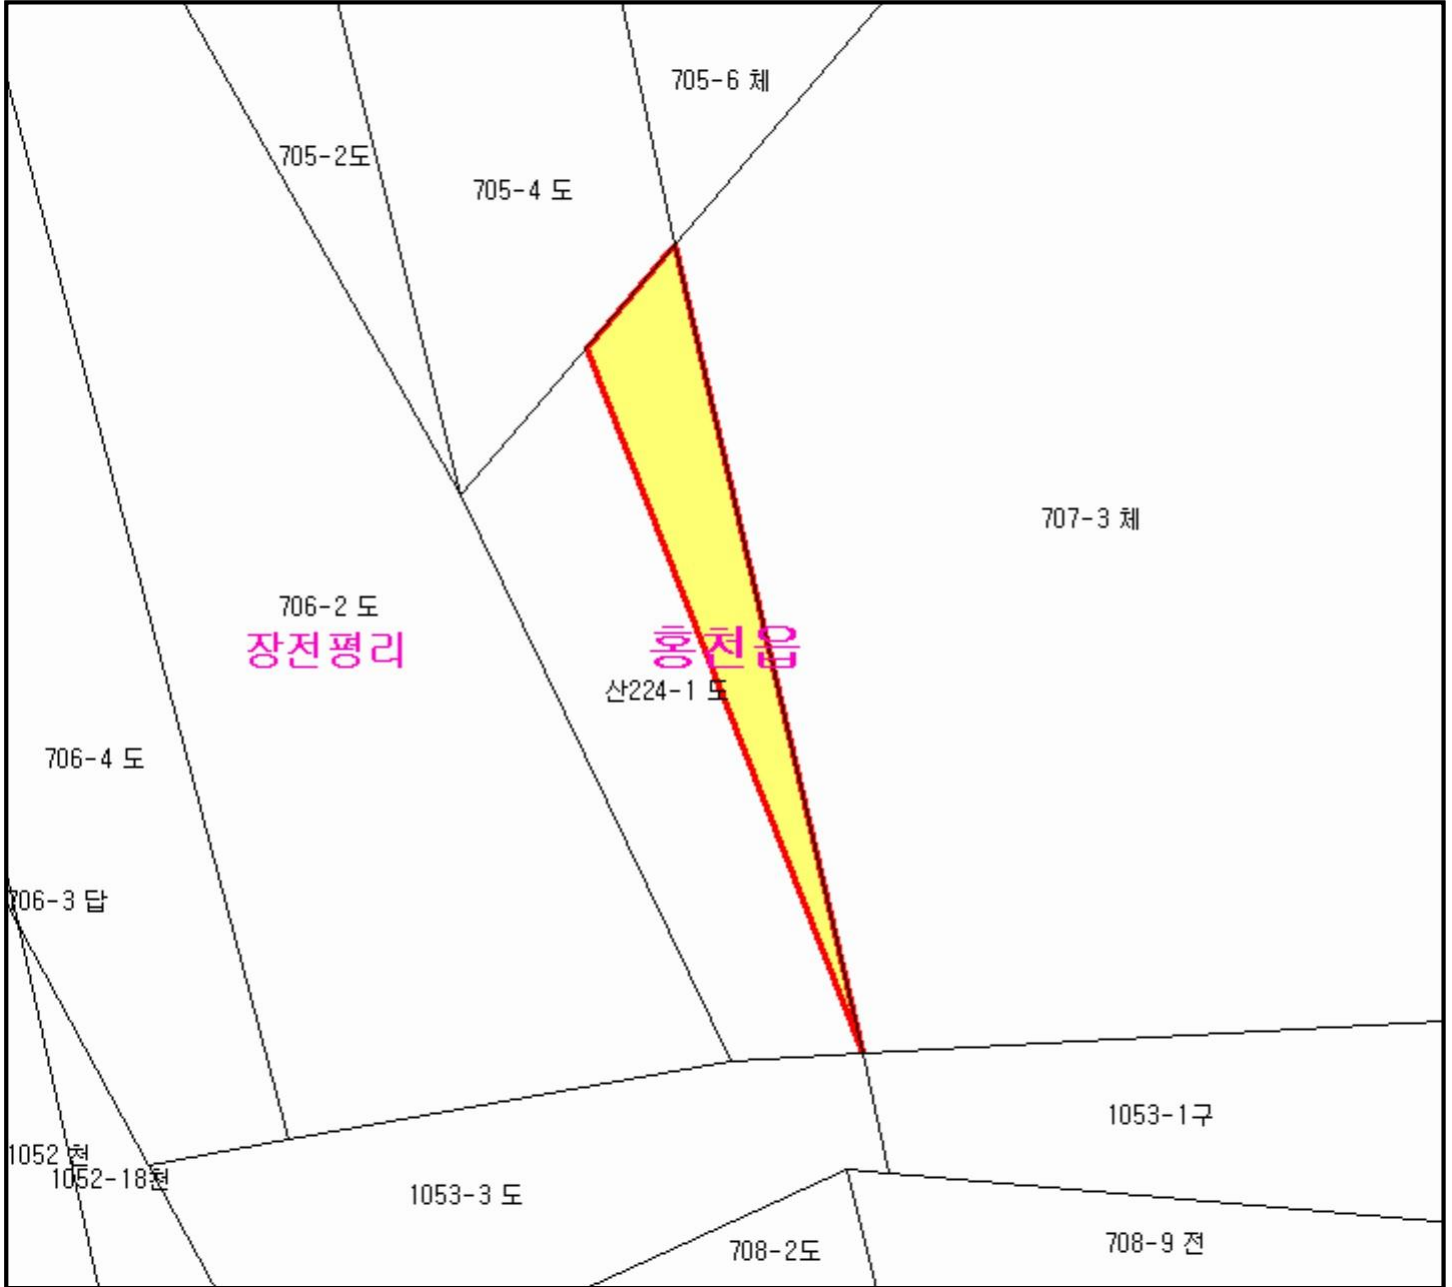 705-6 체
705-2도
705-4 도
707-3 체
706-2 도
장전평리
홍천읍
산224-1 도
706-4 도
706-3 답
1053-1구
1052 천
1052-18천
1053-3 도
708-2도
708-9 전